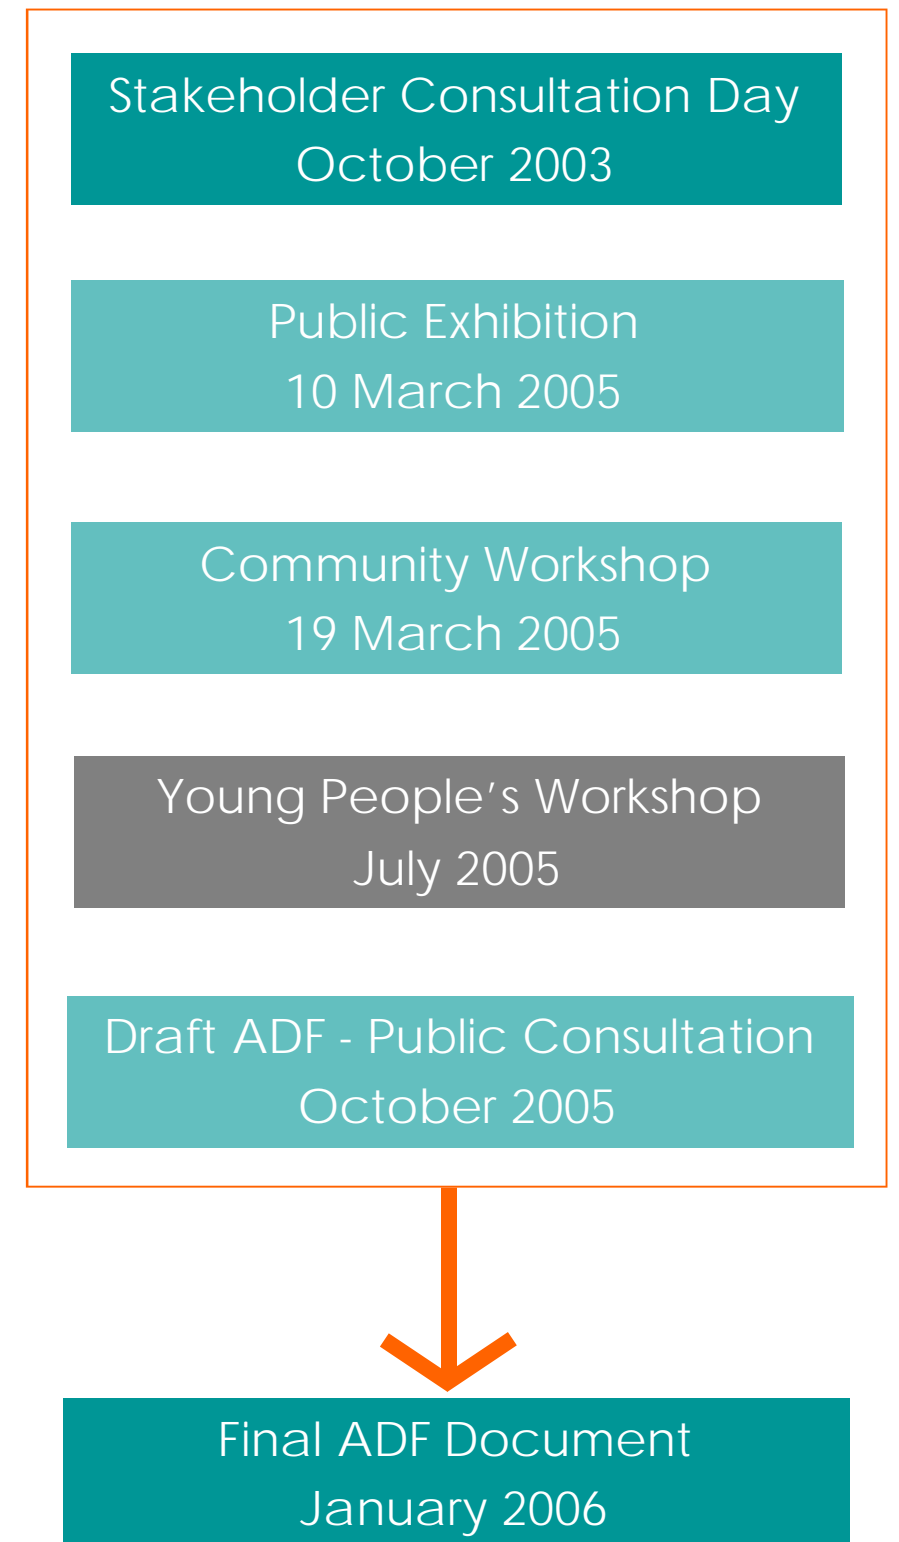 Stakeholder Consultation Day
October 2003
Public Exhibition
10 March 2005
Community Workshop
19 March 2005
Young People’s Workshop
July 2005
Draft ADF - Public Consultation
October 2005
Final ADF Document
January 2006